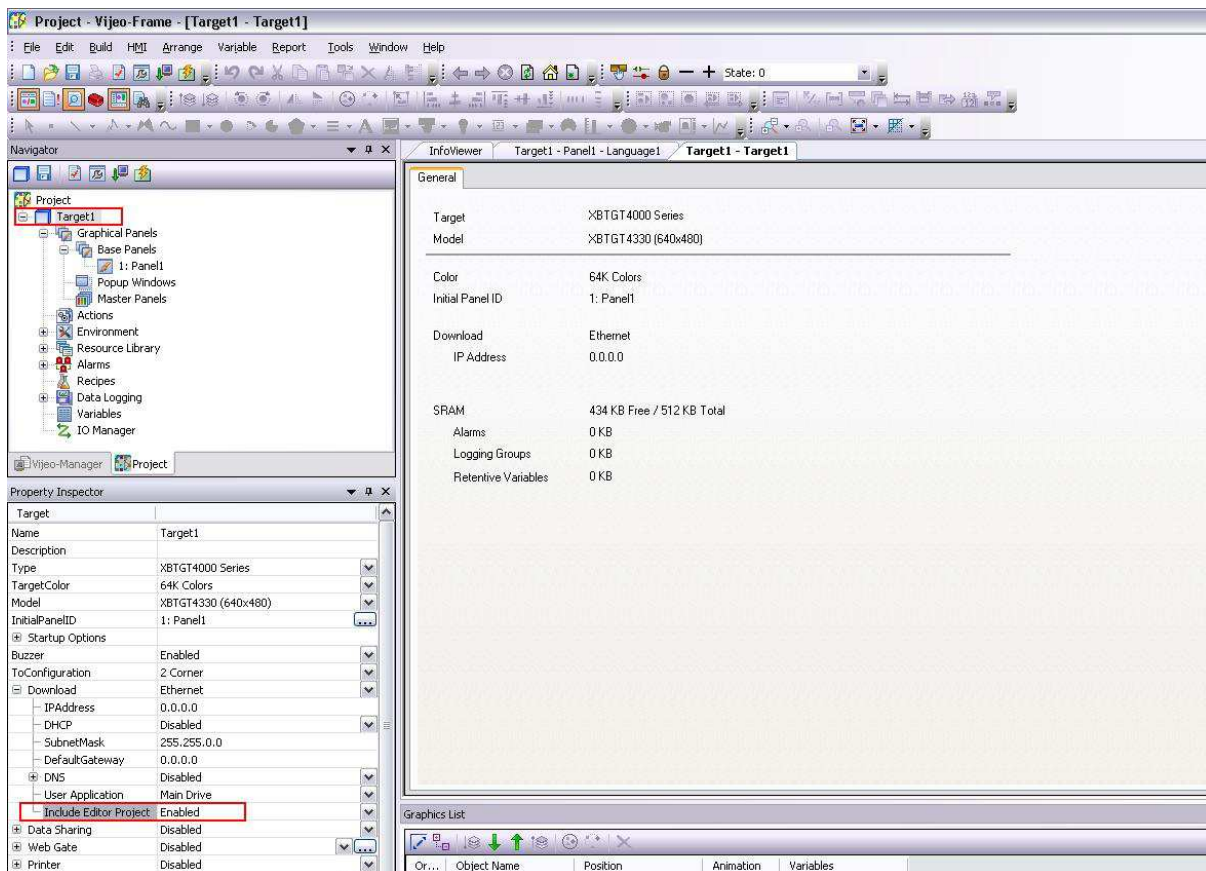 Project - Vijeo-Frame - [Target1 - Target1]
File Edit Build HMI Arrange Variable Report Tools Window Help
State: 0
Navigator
Project
Target1
Graphical Panels
Base Panels
1: Panel1
Popup Windows
Master Panels
Actions
Environment
Resource Library
Alarms
Recipes
Data Logging
Variables
IO Manager
Vijeo-Manager Project
Property Inspector
Target
Name Target1
Description
Type XBTGT4000 Series
TargetColor 64K Colors
Model XBTGT4330 (640x480)
InitialPanelID 1: Panel1
Startup Options
Buzzer Enabled
ToConfiguration 2 Corner
Download Ethernet
IPAddress 0.0.0.0
DHCP Disabled
SubnetMask 255.255.0.0
DefaultGateway 0.0.0.0
DNS Disabled
User Application Main Drive
Include Editor Project Enabled
Data Sharing Disabled
Web Gate Disabled
Printer Disabled
InfoViewer Target1 - Panel1 - Language1 Target1 - Target1
General
Target XBTGT4000 Series
Model XBTGT4330 (640x480)
Color 64K Colors
Initial Panel ID 1: Panel1
Download Ethernet
IP Address 0.0.0.0
SRAM 434 KB Free / 512 KB Total
Alarms 0 KB
Logging Groups 0 KB
Retentive Variables 0 KB
Graphics List
Or... Object Name Position Animation Variables